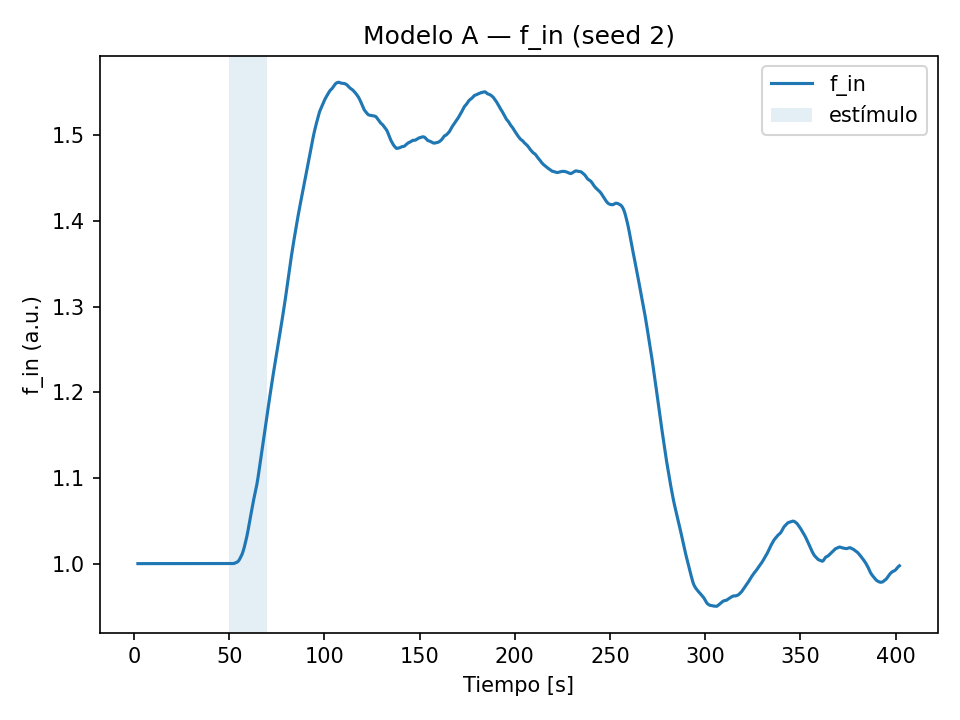 Modelo A — f_in (seed 2)
f_in
estímulo
f_in (a.u.)
1.5
1.4
1.3
1.2
1.1
1.0
0 50 100 150 200 250 300 350 400
Tiempo [s]